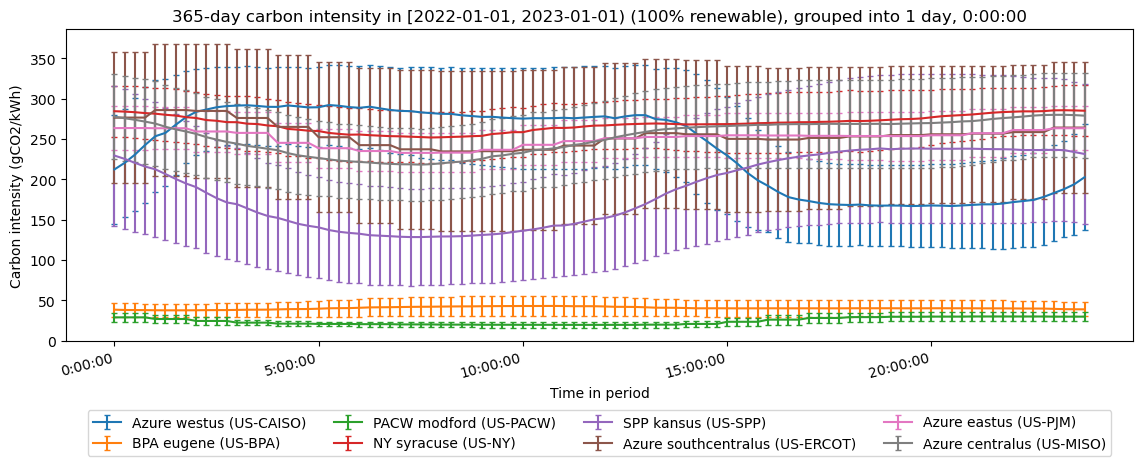 365-day carbon intensity in [2022-01-01, 2023-01-01) (100% renewable), grouped into 1 day, 0:00:00
Carbon intensity (gCO2/kWh)
350
300
250
200
150
100
50
0
0:00:00 5:00:00 10:00:00 15:00:00 20:00:00
Time in period
Azure westus (US-CAISO) PACW modford (US-PACW) SPP kansus (US-SPP) Azure eastus (US-PJM)
BPA eugene (US-BPA) NY syracuse (US-NY) Azure southcentralus (US-ERCOT) Azure centralus (US-MISO)